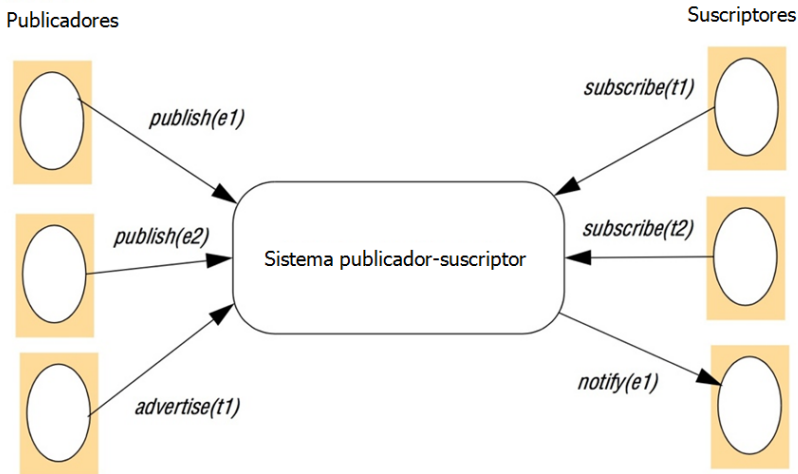 Publicadores
Suscriptores
publish(e1)
subscribe(t1)
publish(e2)
subscribe(t2)
Sistema publicador-suscriptor
advertise(t1)
notify(e1)